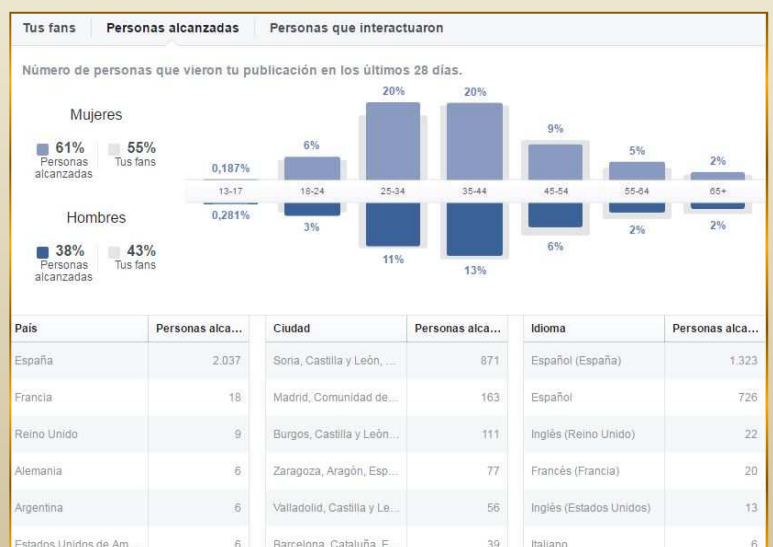 Tus fans Personas alcanzadas Personas que interactuaron
Número de personas que vieron tu publicación en los últimos 28 días.
Mujeres
61% Personas alcanzadas
55% Tus fans
0,187% 6% 20% 20% 9% 5% 2%
13-17 18-24 25-34 35-44 45-54 55-64 65+
0,281% 3% 11% 13% 6% 2% 2%
Hombres
38% Personas alcanzadas
43% Tus fans
País Personas alca... Ciudad Personas alca... Idioma Personas alca...
España 2.037 Soria, Castilla y León, ... 871 Español (España) 1.323
Francia 18 Madrid, Comunidad de... 163 Español 726
Reino Unido 9 Burgos, Castilla y León... 111 Inglés (Reino Unido) 22
Alemania 6 Zaragoza, Aragón, Esp... 77 Francés (Francia) 20
Argentina 6 Valladolid, Castilla y Le... 56 Inglés (Estados Unidos) 13
Estados Unidos de Am... 6 Barcelona, Cataluña, E... 39 Italiano 6